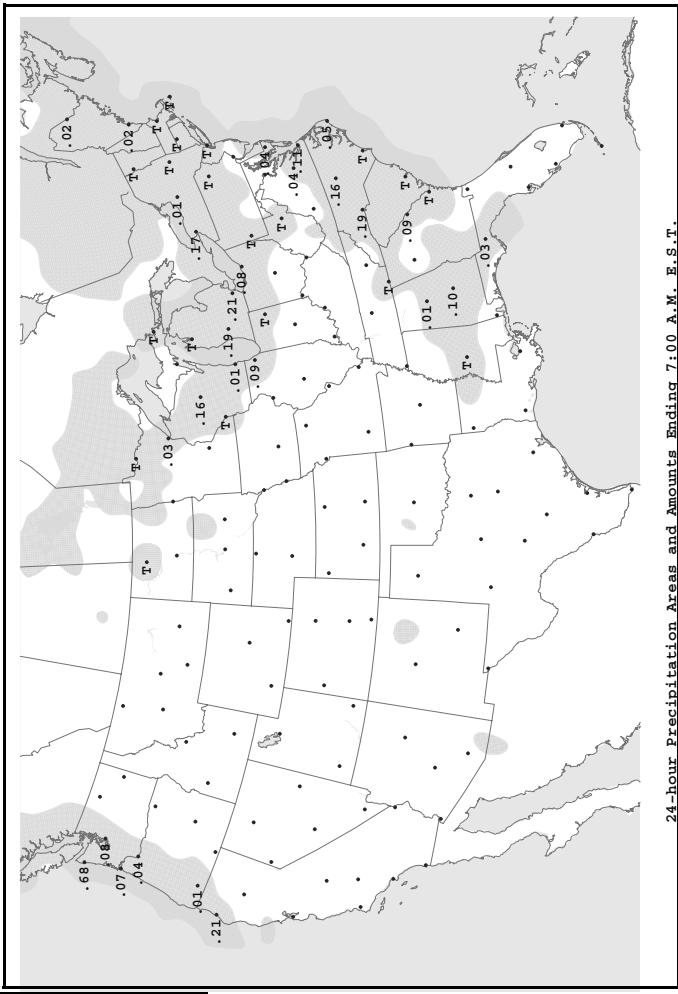 .02
.68
.08
.07
.02
T
T
.04
T
T
T
.03
T
T
T
.01
T
.17
.01
.16
T
T
.21
T
.19
.21
.01
.08
T
.09
T
.04
T
.04
.11
.05
.16
.19
T
T
T
.09
.01
T
.10
T
.03
24-hour Precipitation Areas and Amounts Ending 7:00 A.M. E.S.T.